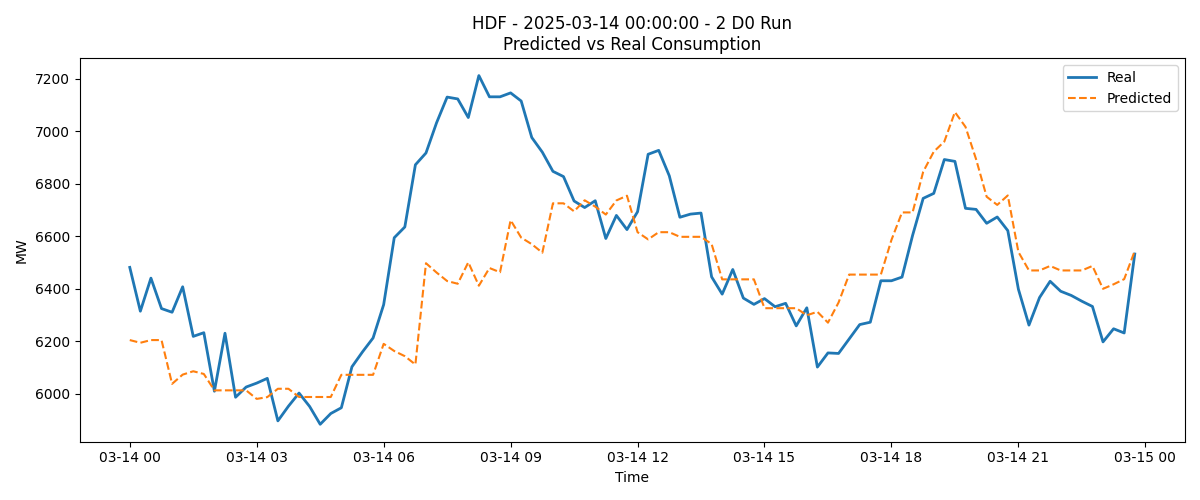 HDF - 2025-03-14 00:00:00 - 2 D0 Run
Predicted vs Real Consumption
Real
Predicted
7200
7000
6800
6600
6400
6200
6000
MW
03-14 00 03-14 03 03-14 06 03-14 09 03-14 12 03-14 15 03-14 18 03-14 21 03-15 00
Time